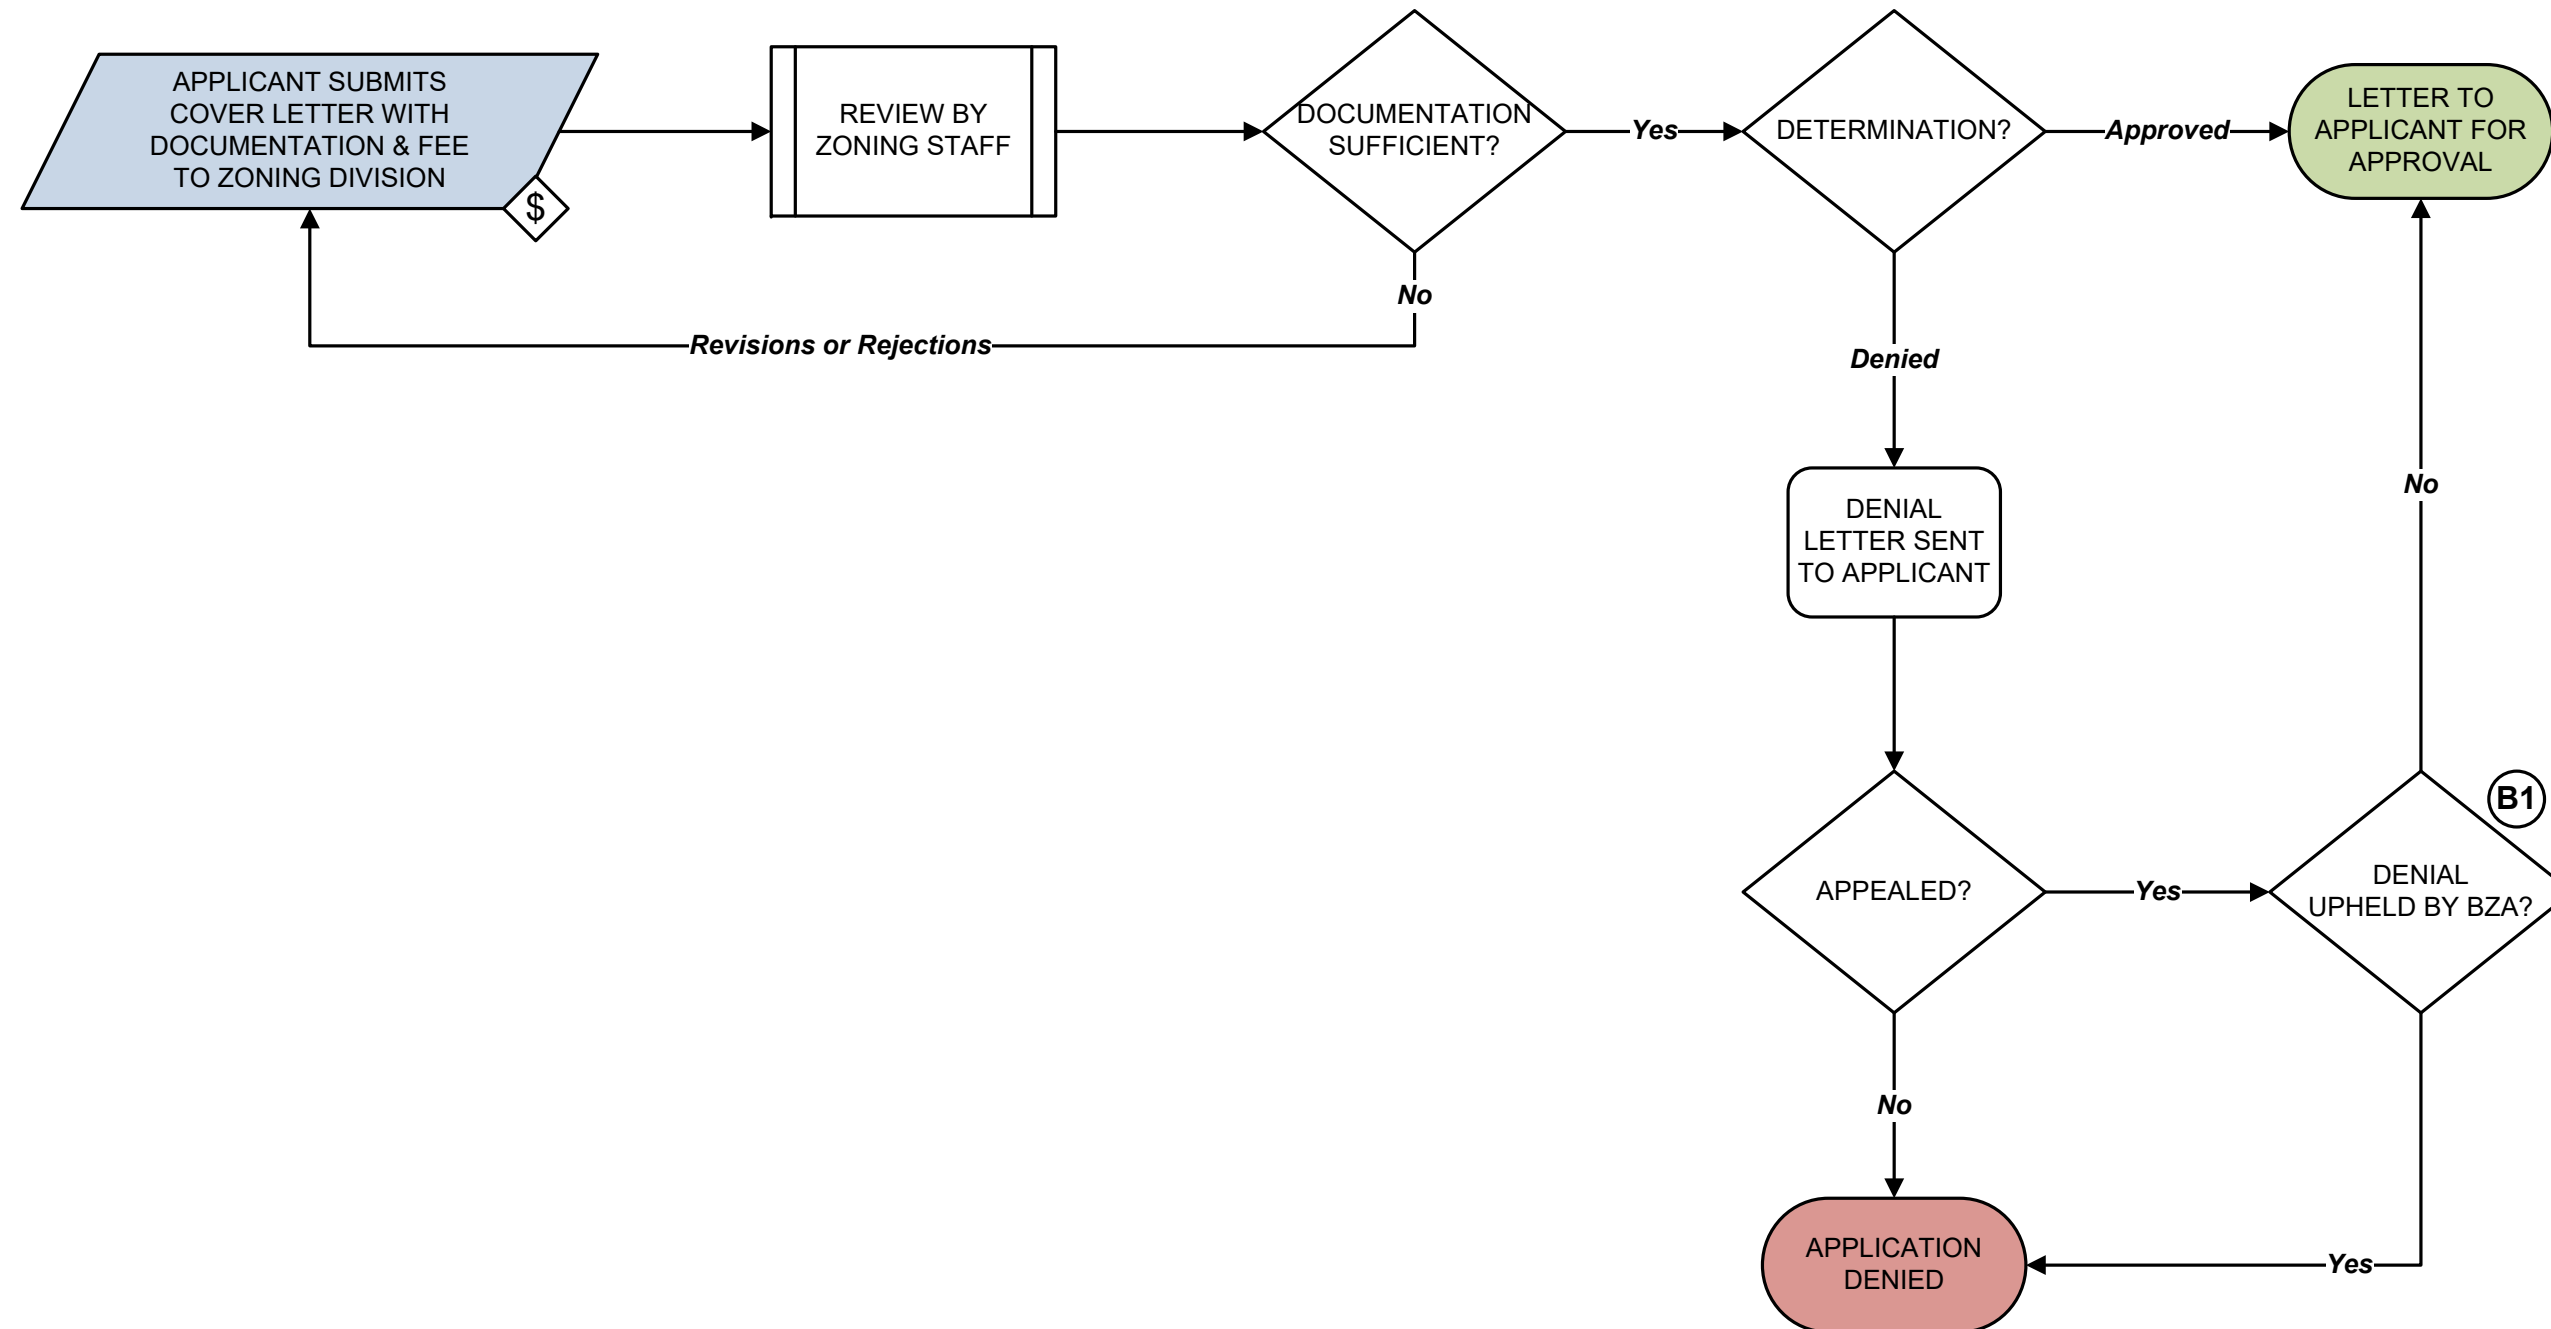 APPLICANT SUBMITS
COVER LETTER WITH
DOCUMENTATION & FEE
TO ZONING DIVISION
$
REVIEW BY
ZONING STAFF
DOCUMENTATION
SUFFICIENT?
Yes
DETERMINATION?
Approved
LETTER TO
APPLICANT FOR
APPROVAL
No
Revisions or Rejections
Denied
DENIAL
LETTER SENT
TO APPLICANT
No
B1
APPEALED?
Yes
DENIAL
UPHELD BY BZA?
No
APPLICATION
DENIED
Yes